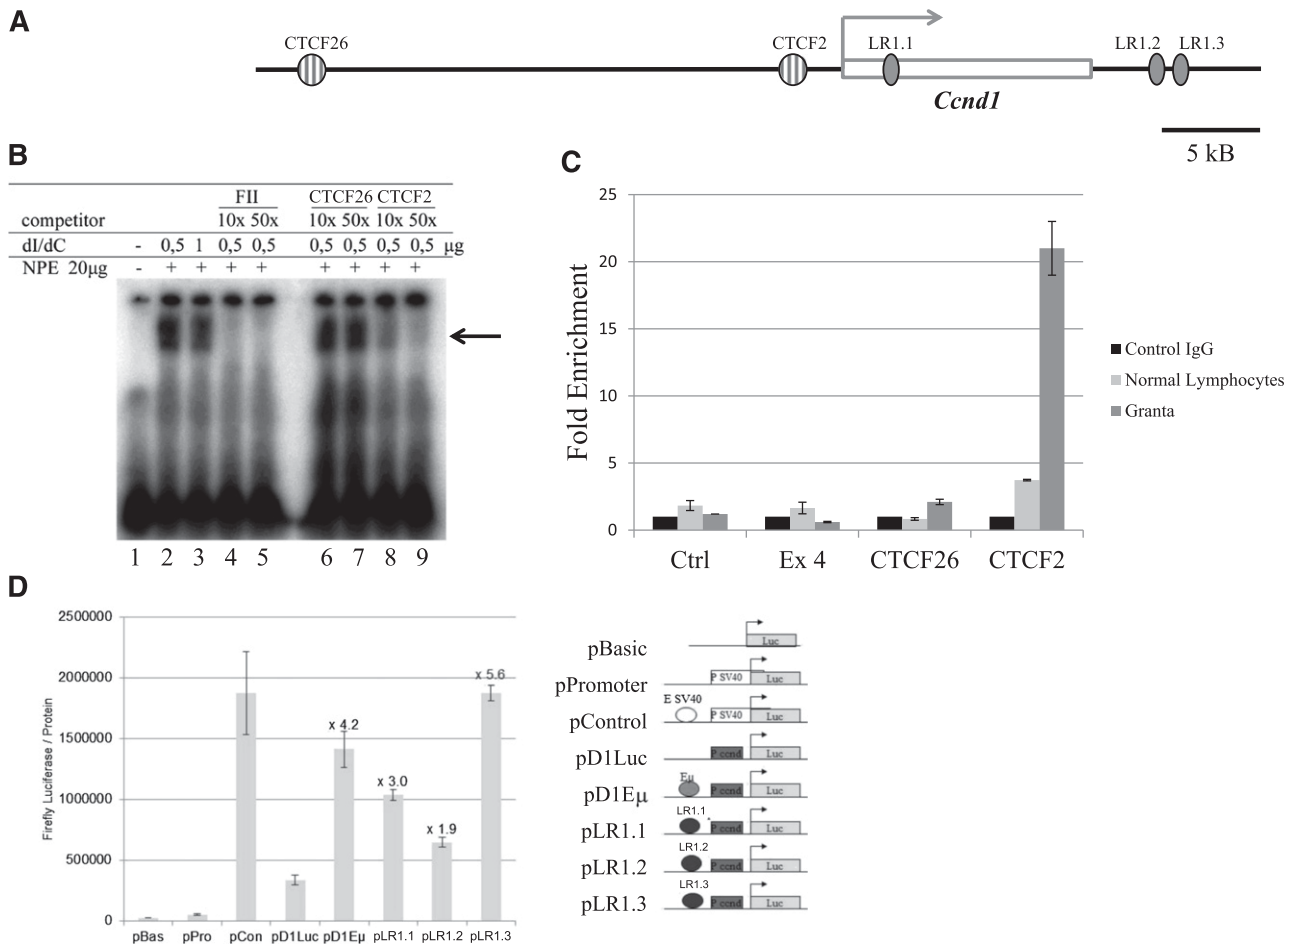 A
CTCF26 CTCF2 LR1.1 LR1.2 LR1.3
Ccnd1
5 kB
B
FII CTCF26 CTCF2
competitor 10x 50x 10x 50x 10x 50x
dI/dC - 0,5 1 0,5 0,5 0,5 0,5 0,5 0,5 µg
NPE 20µg - + + + + + + + +
1 2 3 4 5 6 7 8 9
C
Fold Enrichment
25
20
15
10
5
0
Ctrl Ex 4 CTCF26 CTCF2
Control IgG
Normal Lymphocytes
Granta
D
Firefly Luciferase / Protein
2500000
2000000
1500000
1000000
500000
0
x 4.2
x 3.0
x 1.9
x 5.6
pBas pPro pCon pD1Luc pD1Eµ pLR1.1 pLR1.2 pLR1.3
pBasic Luc
pPromoter P SV40 Luc
E SV40
pControl P SV40 Luc
pD1Luc P ccnd Luc
Eµ
pD1Eµ P ccnd Luc
LR1.1
pLR1.1 P ccnd Luc
LR1.2
pLR1.2 P ccnd Luc
LR1.3
pLR1.3 P ccnd Luc